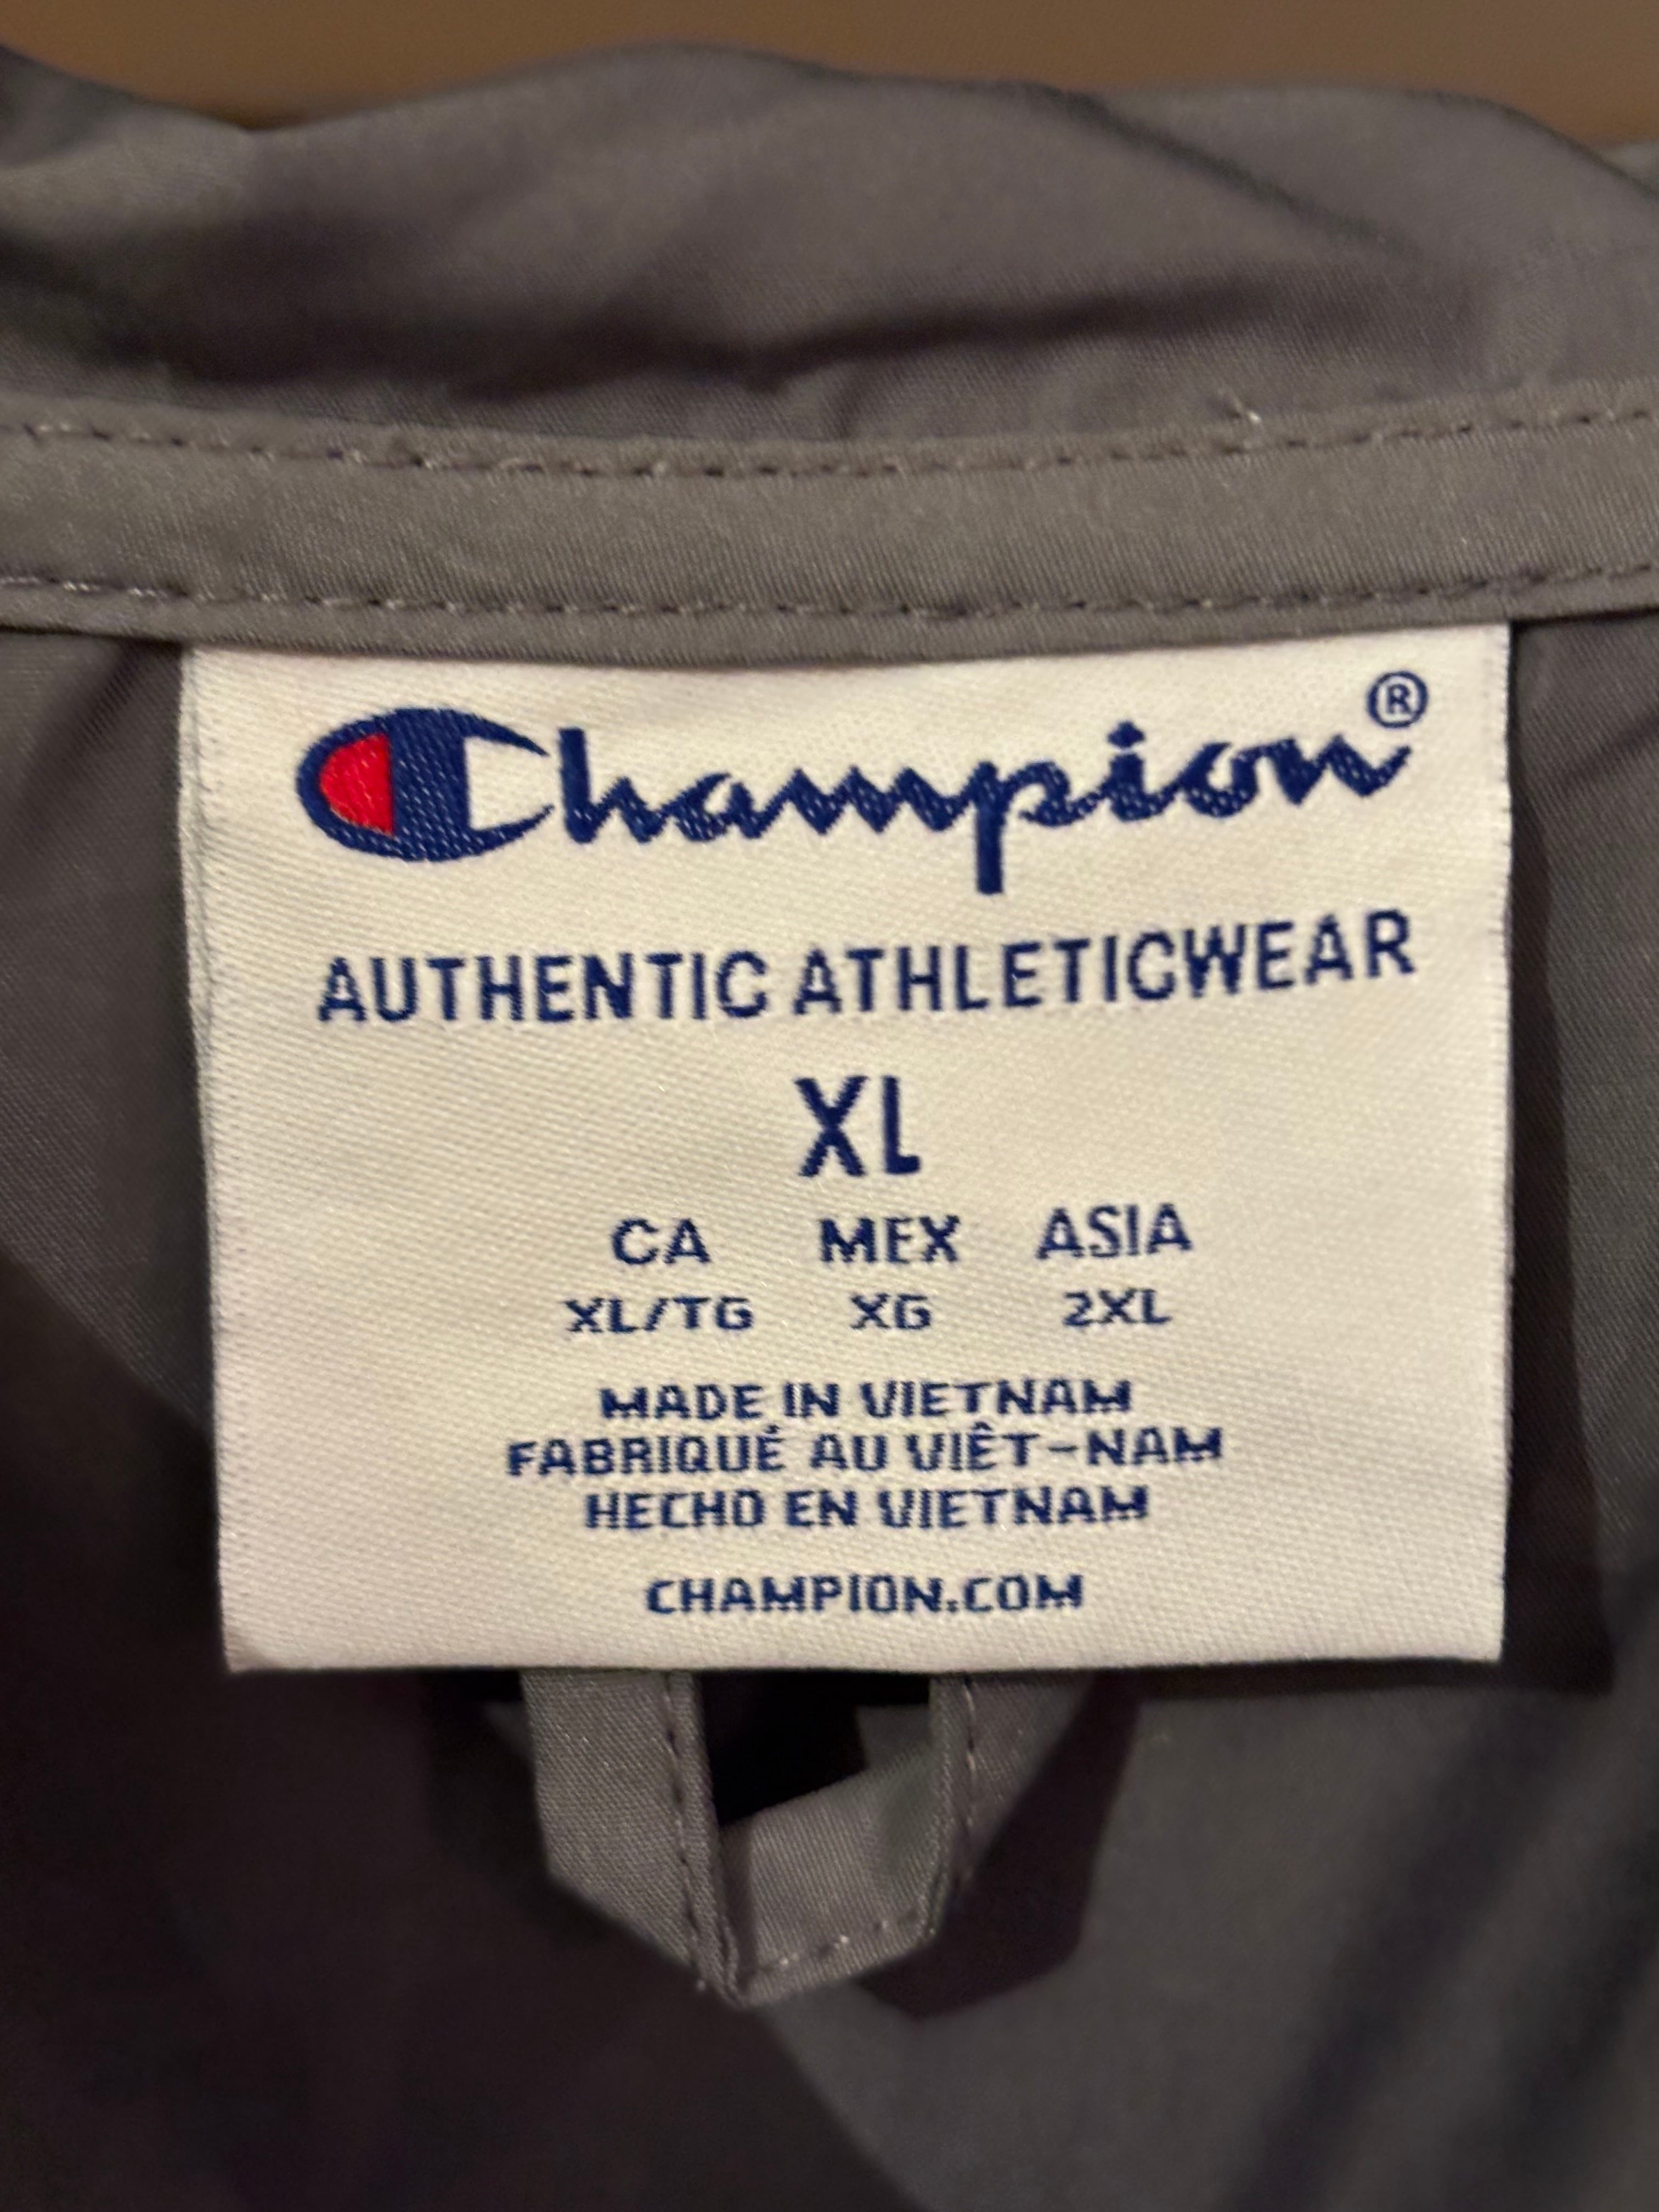 Champion®
AUTHENTIC ATHLETICWEAR
XL
CA MEX ASIA
XL/TG XG 2XL
MADE IN VIETNAM
FABRIQUÉ AU VIÊT-NAM
HECHO EN VIETNAM
CHAMPION.COM